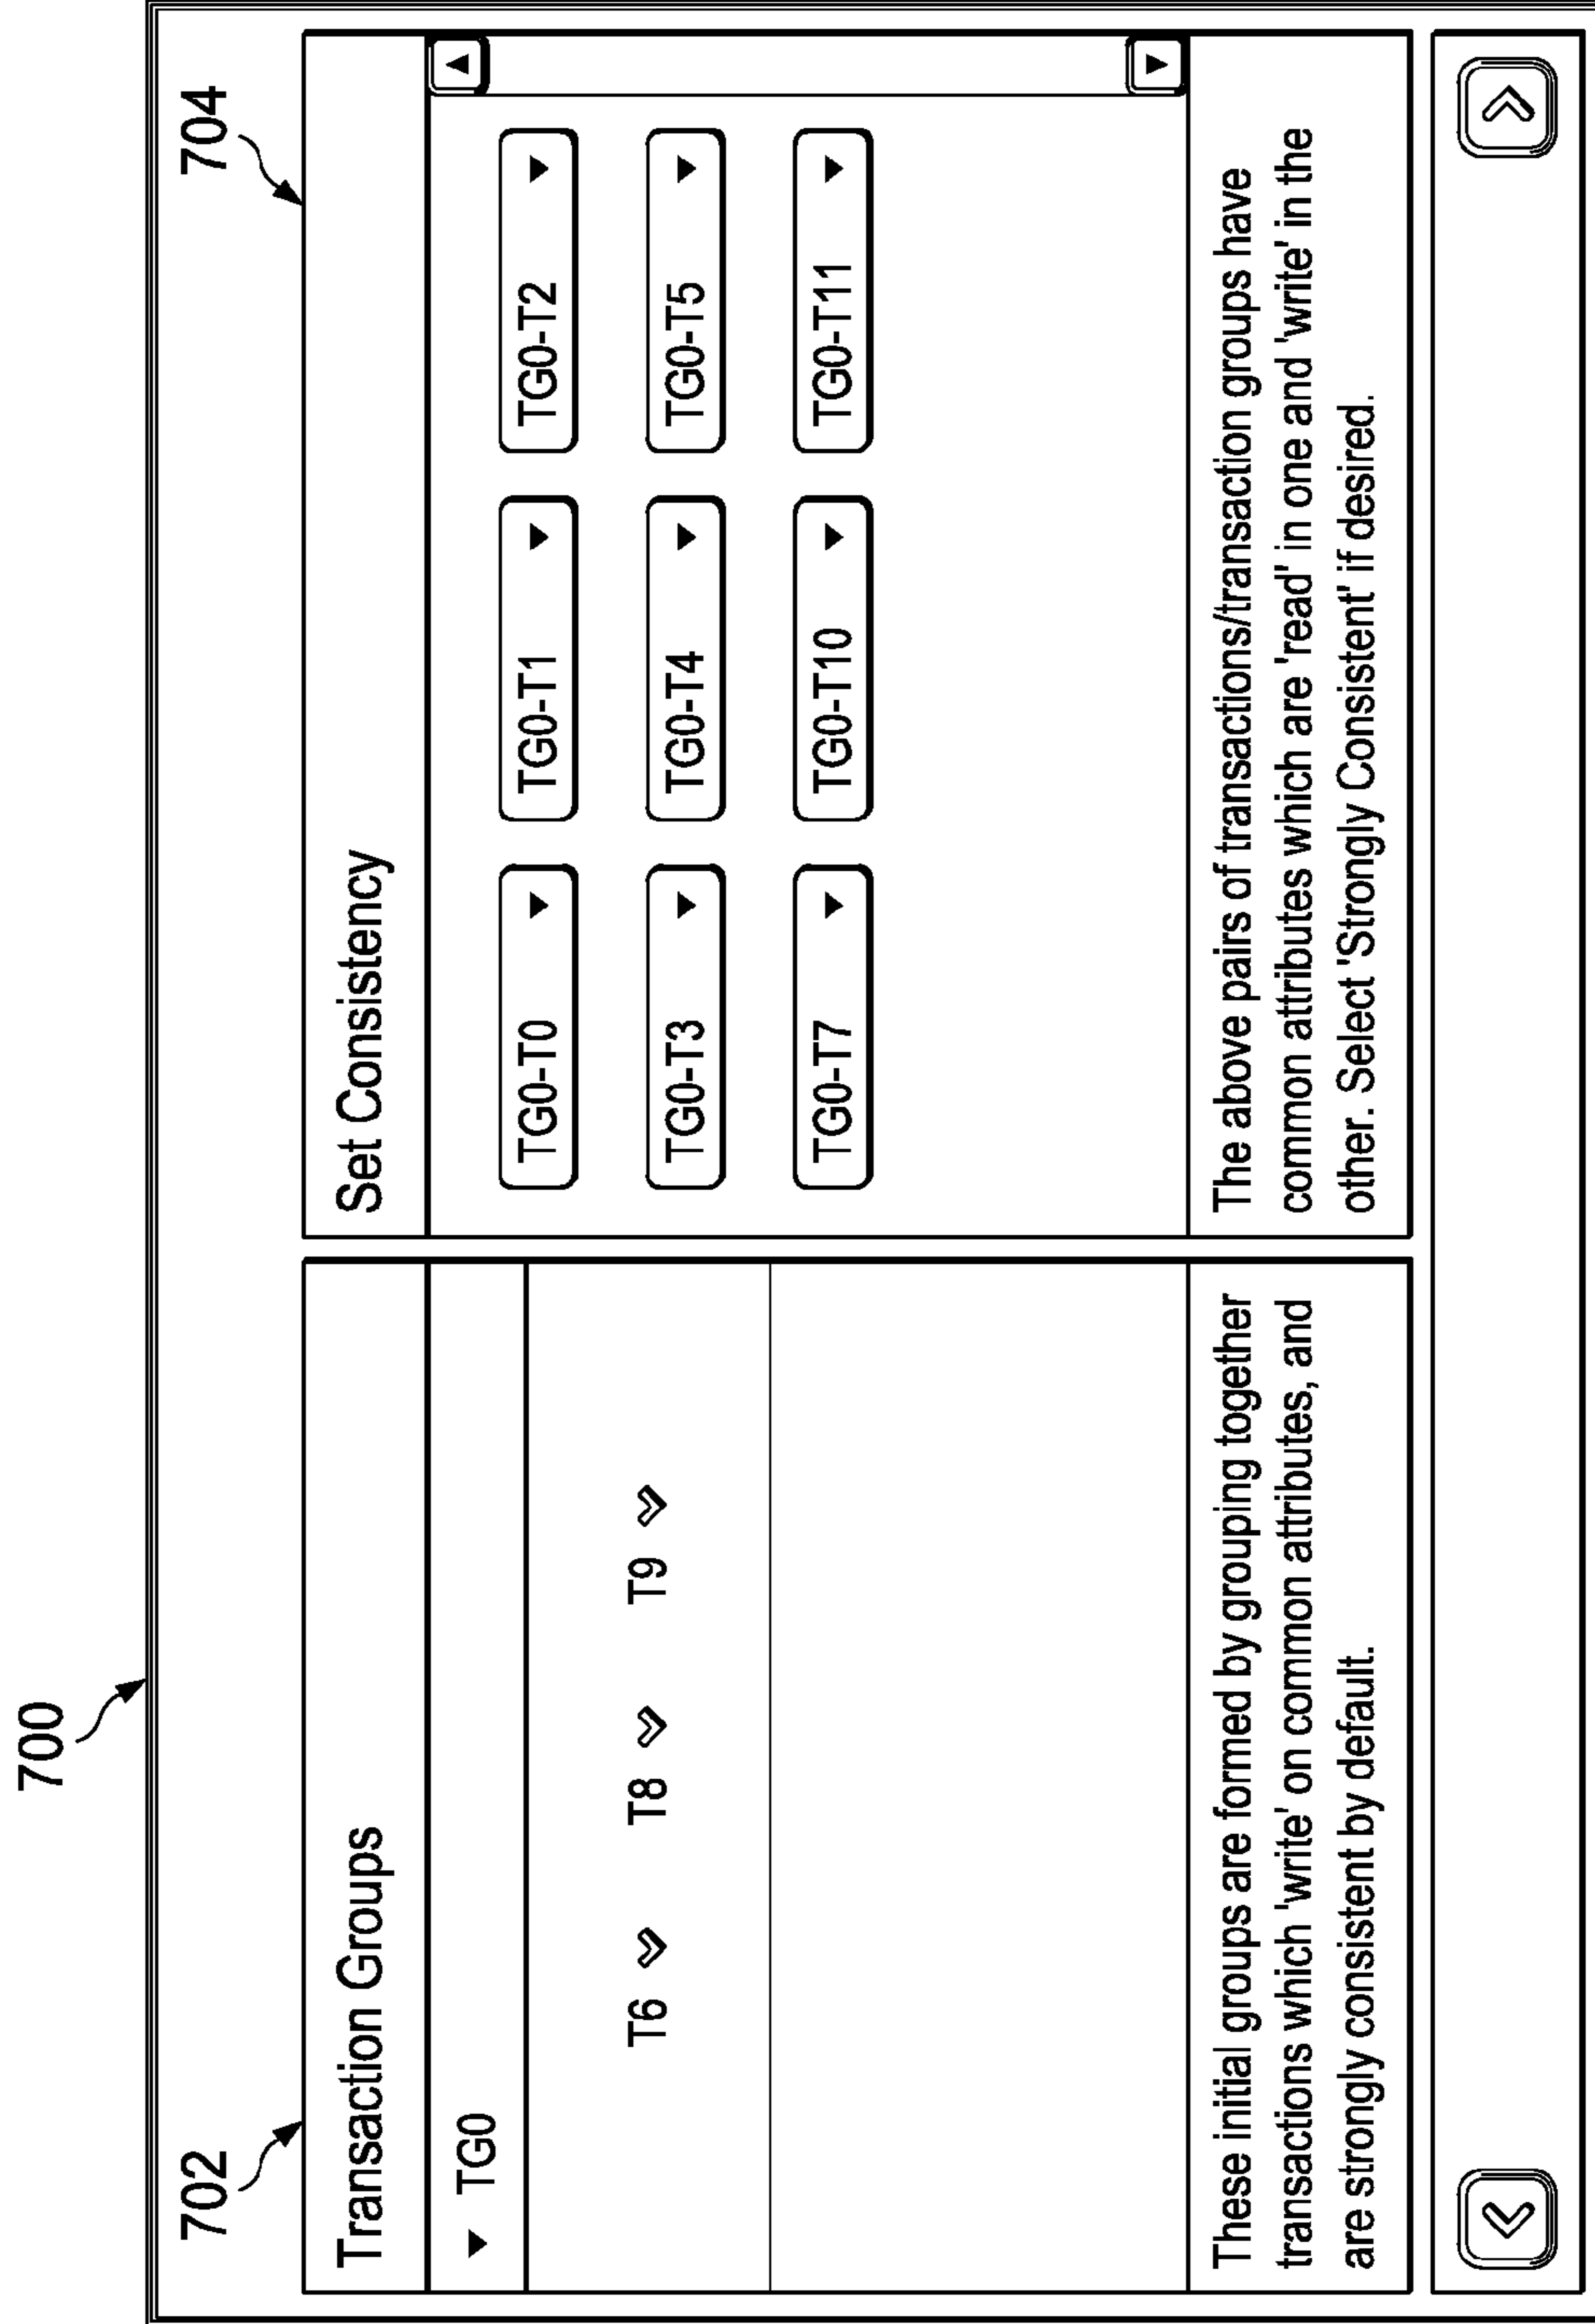 700
702
704
Transaction Groups
TG0
T6 T8 T9
These initial groups are formed by grouping together
transactions which 'write' on common attributes, and
are strongly consistent by default.
Set Consistency
TG0-T0 TG0-T1 TG0-T2
TG0-T3 TG0-T4 TG0-T5
TG0-T7 TG0-T10 TG0-T11
The above pairs of transactions/transaction groups have
common attributes which are 'read' in one and 'write' in the
other. Select 'Strongly Consistent' if desired.